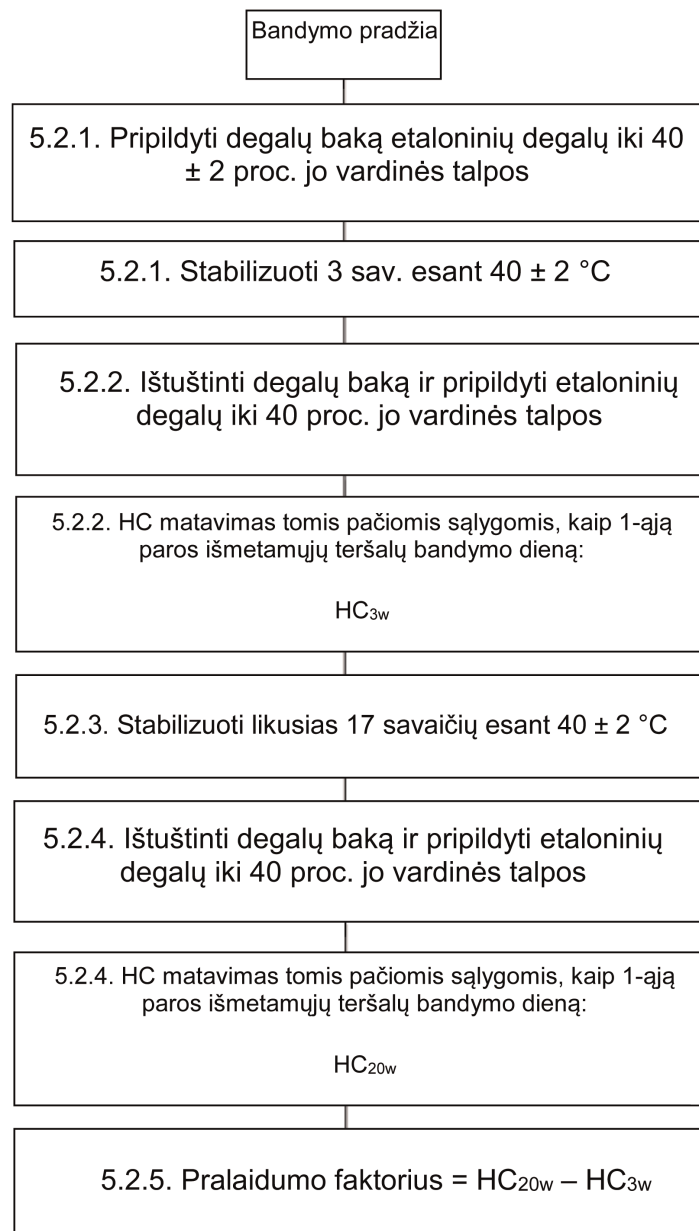 Bandymo pradžia
5.2.1. Pripildyti degalų baką etaloninių degalų iki 40
± 2 proc. jo vardinės talpos
5.2.1. Stabilizuoti 3 sav. esant 40 ± 2 °C
5.2.2. Ištuštinti degalų baką ir pripildyti etaloninių
degalų iki 40 proc. jo vardinės talpos
5.2.2. HC matavimas tomis pačiomis sąlygomis, kaip 1-ąją
paros išmetamųjų teršalų bandymo dieną:
HC3w
5.2.3. Stabilizuoti likusias 17 savaičių esant 40 ± 2 °C
5.2.4. Ištuštinti degalų baką ir pripildyti etaloninių
degalų iki 40 proc. jo vardinės talpos
5.2.4. HC matavimas tomis pačiomis sąlygomis, kaip 1-ąją
paros išmetamųjų teršalų bandymo dieną:
HC20w
5.2.5. Pralaidumo faktorius = HC20w – HC3w